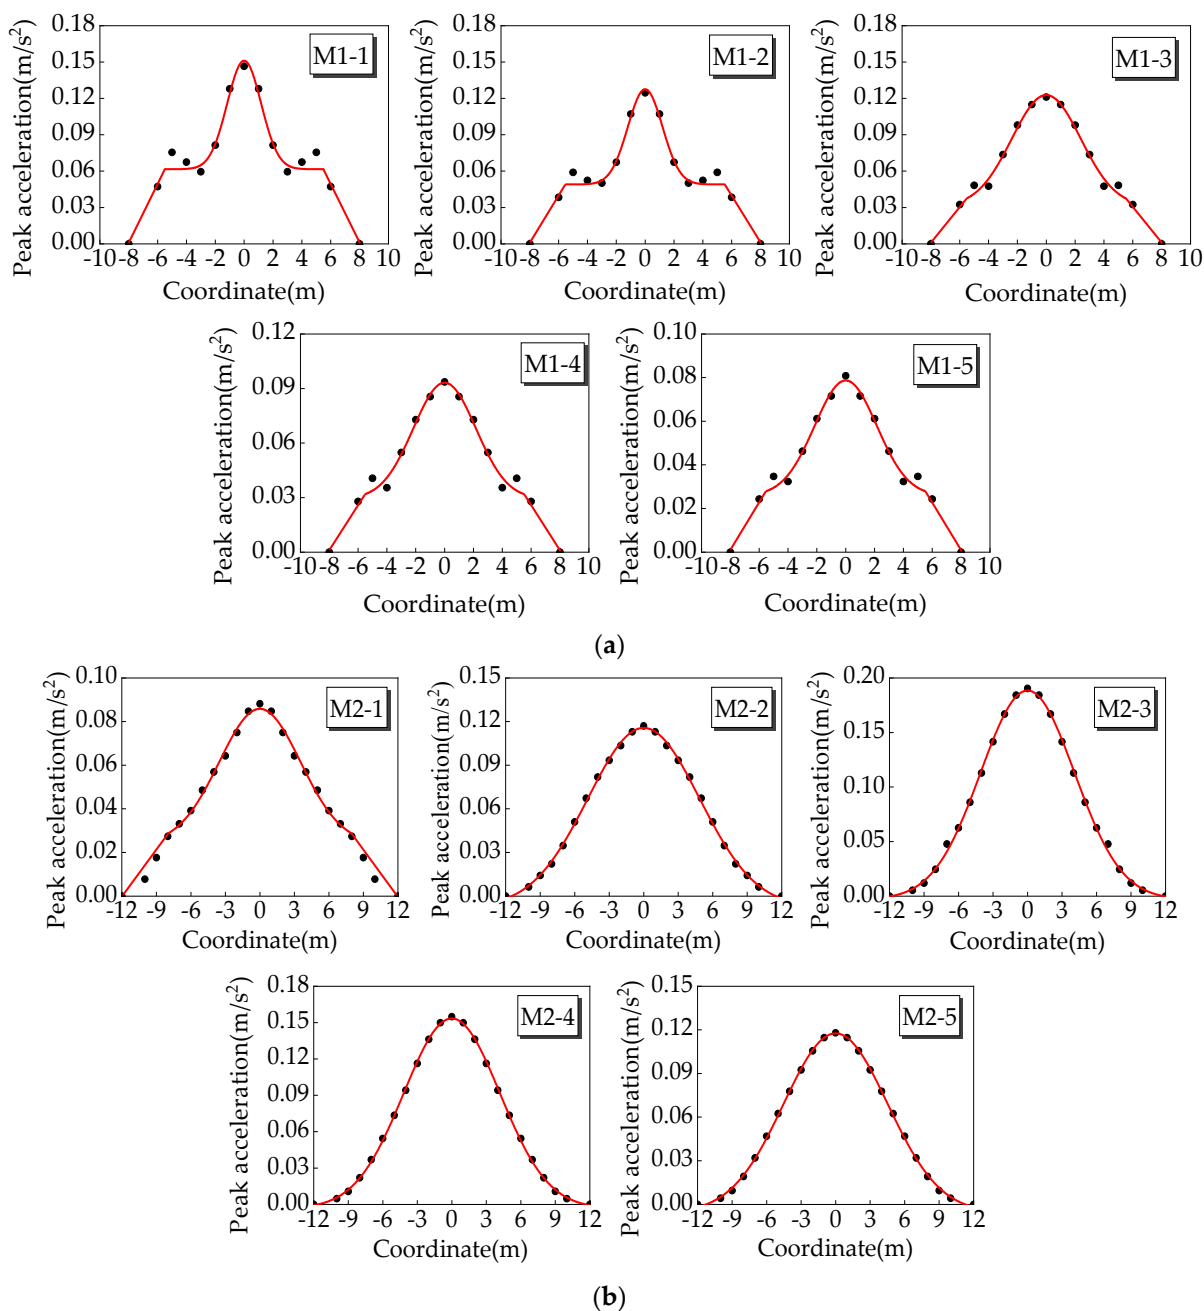 Peak acceleration(m/s²)
0.18
0.15
0.12
0.09
0.06
0.03
0.00
M1-1
-10 -8 -6 -4 -2 0 2 4 6 8 10
Coordinate(m)
Peak acceleration(m/s²)
0.18
0.15
0.12
0.09
0.06
0.03
0.00
M1-2
-10 -8 -6 -4 -2 0 2 4 6 8 10
Coordinate(m)
Peak acceleration(m/s²)
0.18
0.15
0.12
0.09
0.06
0.03
0.00
M1-3
-10 -8 -6 -4 -2 0 2 4 6 8 10
Coordinate(m)
Peak acceleration(m/s²)
0.12
0.09
0.06
0.03
0.00
M1-4
-10 -8 -6 -4 -2 0 2 4 6 8 10
Coordinate(m)
Peak acceleration(m/s²)
0.10
0.08
0.06
0.04
0.02
0.00
M1-5
-10 -8 -6 -4 -2 0 2 4 6 8 10
Coordinate(m)
(a)
Peak acceleration(m/s²)
0.10
0.08
0.06
0.04
0.02
0.00
M2-1
-12 -9 -6 -3 0 3 6 9 12
Coordinate(m)
Peak acceleration(m/s²)
0.15
0.12
0.09
0.06
0.03
0.00
M2-2
-12 -9 -6 -3 0 3 6 9 12
Coordinate(m)
Peak acceleration(m/s²)
0.20
0.15
0.10
0.05
0.00
M2-3
-12 -9 -6 -3 0 3 6 9 12
Coordinate(m)
Peak acceleration(m/s²)
0.18
0.15
0.12
0.09
0.06
0.03
0.00
M2-4
-12 -9 -6 -3 0 3 6 9 12
Coordinate(m)
Peak acceleration(m/s²)
0.15
0.12
0.09
0.06
0.03
0.00
M2-5
-12 -9 -6 -3 0 3 6 9 12
Coordinate(m)
(b)